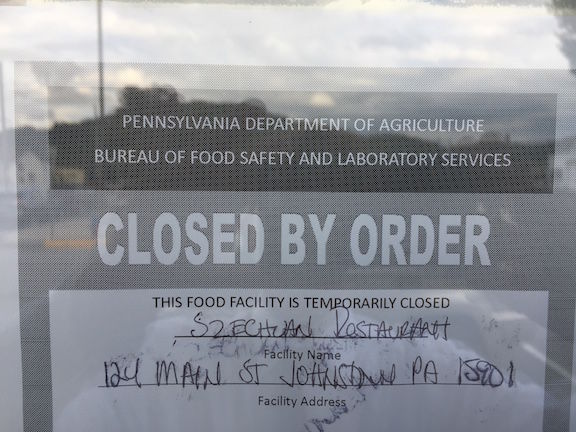 PENNSYLVANIA DEPARTMENT OF AGRICULTURE
BUREAU OF FOOD SAFETY AND LABORATORY SERVICES
CLOSED BY ORDER
THIS FOOD FACILITY IS TEMPORARILY CLOSED
SZECHUAN RESTAURANT
Facility Name
124 MAIN ST JOHNSTOWN PA 15901
Facility Address